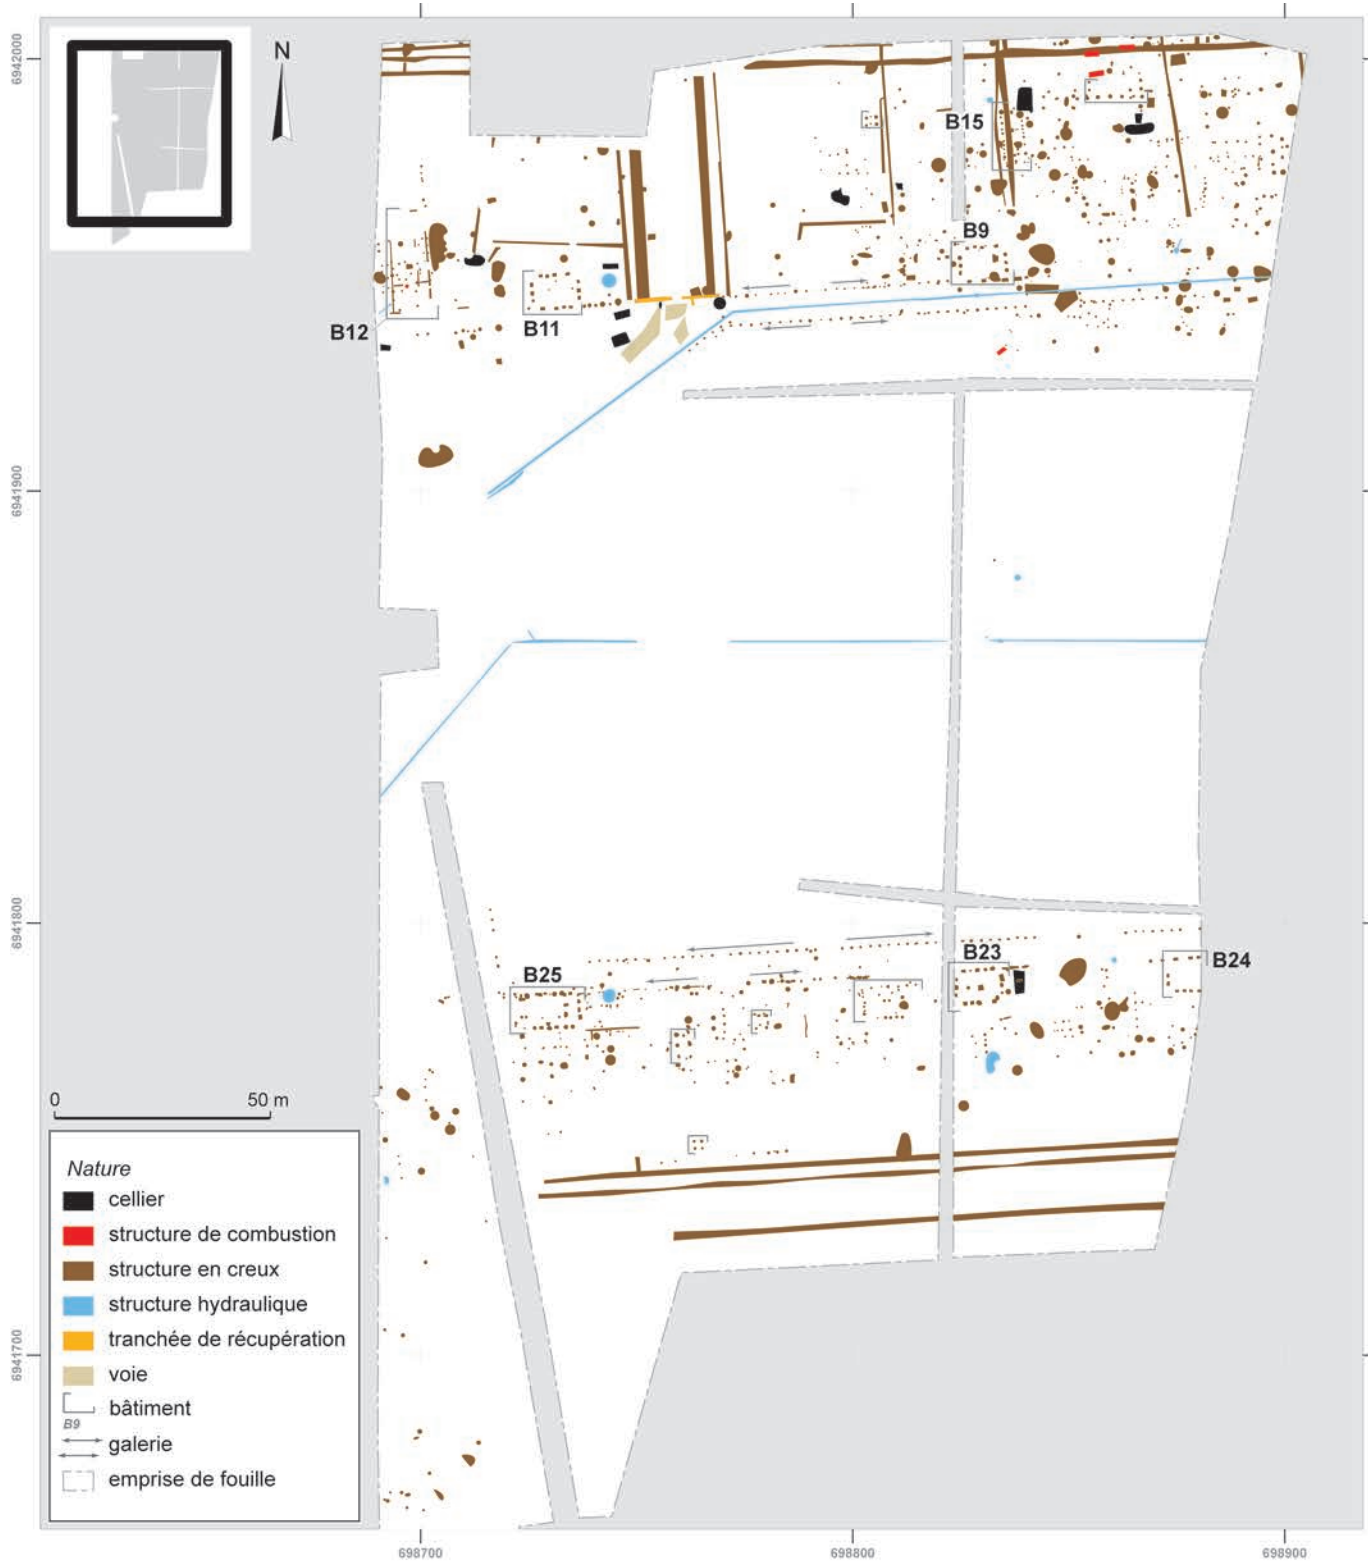 N
6942000
B15
B9
B12
B11
6941900
6941800
B25
B23
B24
0 50 m
Nature
cellier
structure de combustion
structure en creux
structure hydraulique
tranchée de récupération
voie
bâtiment
B9
galerie
emprise de fouille
6941700
698700
698800
698900